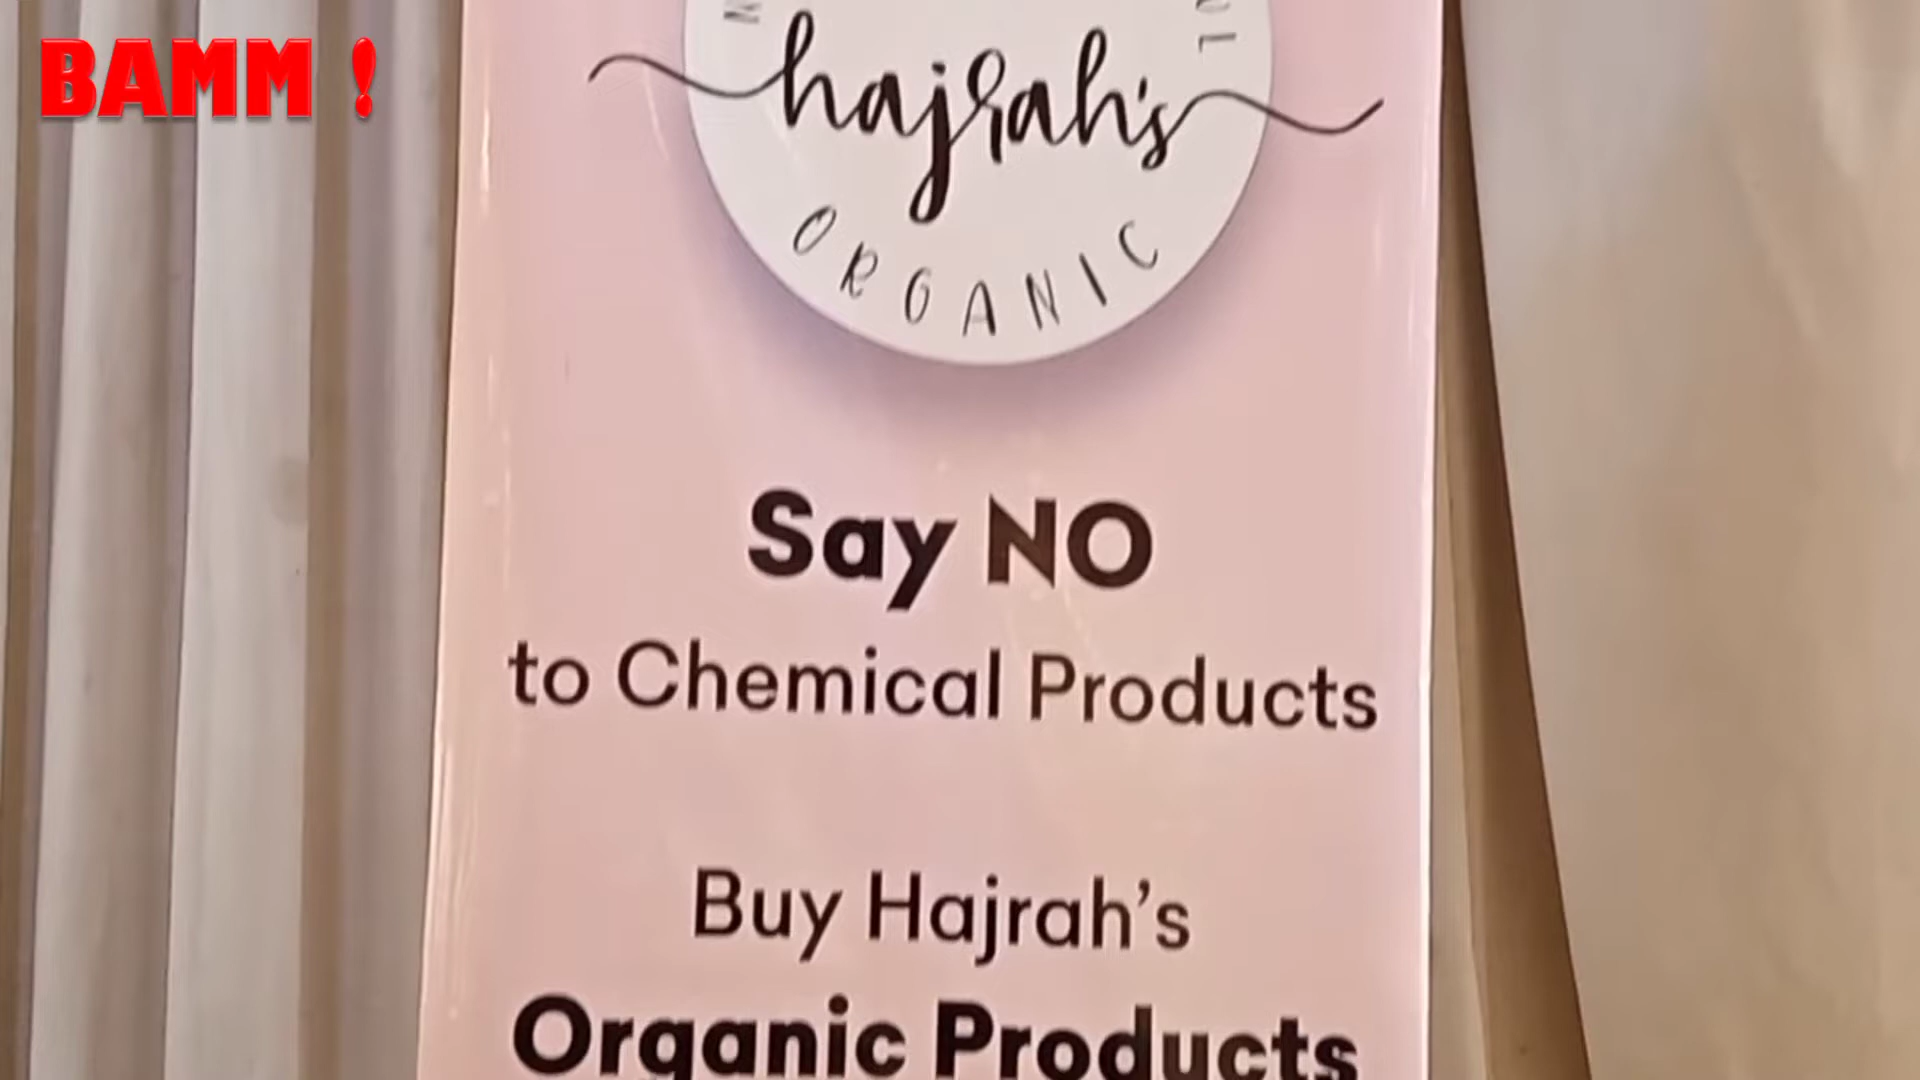 BAMM !
hajrah's
ORGANIC
Say NO
to Chemical Products
Buy Hajrah's
Organic Products